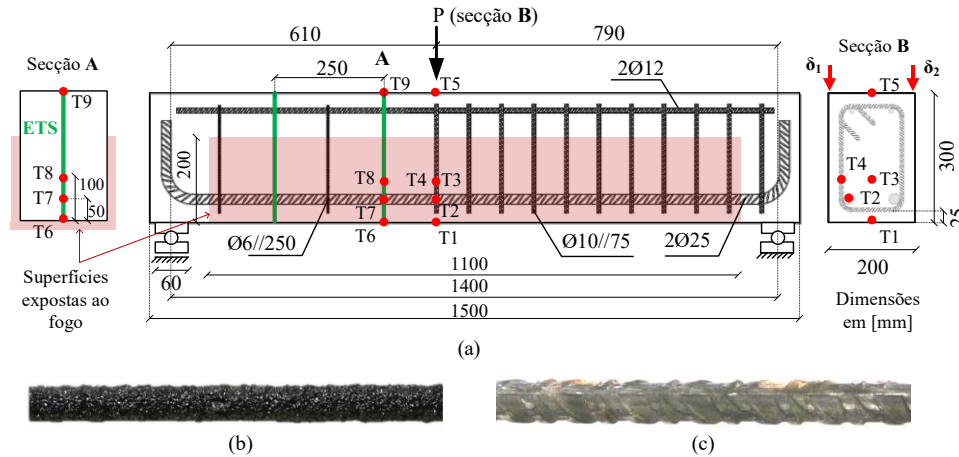 P (secção B)
610
790
Secção A
A
Secção B
250
T9
T5
2Ø12
δ1
δ2
T9
T5
ETS
200
300
T8
100
T8
T4
T3
T4
T3
T7
50
T7
T2
T2
T6
T6
T1
T1
25
Ø6//250
Ø10//75
2Ø25
200
Superfícies
expostas ao
fogo
60
1100
1400
1500
Dimensões
em [mm]
(a)
(b)
(c)